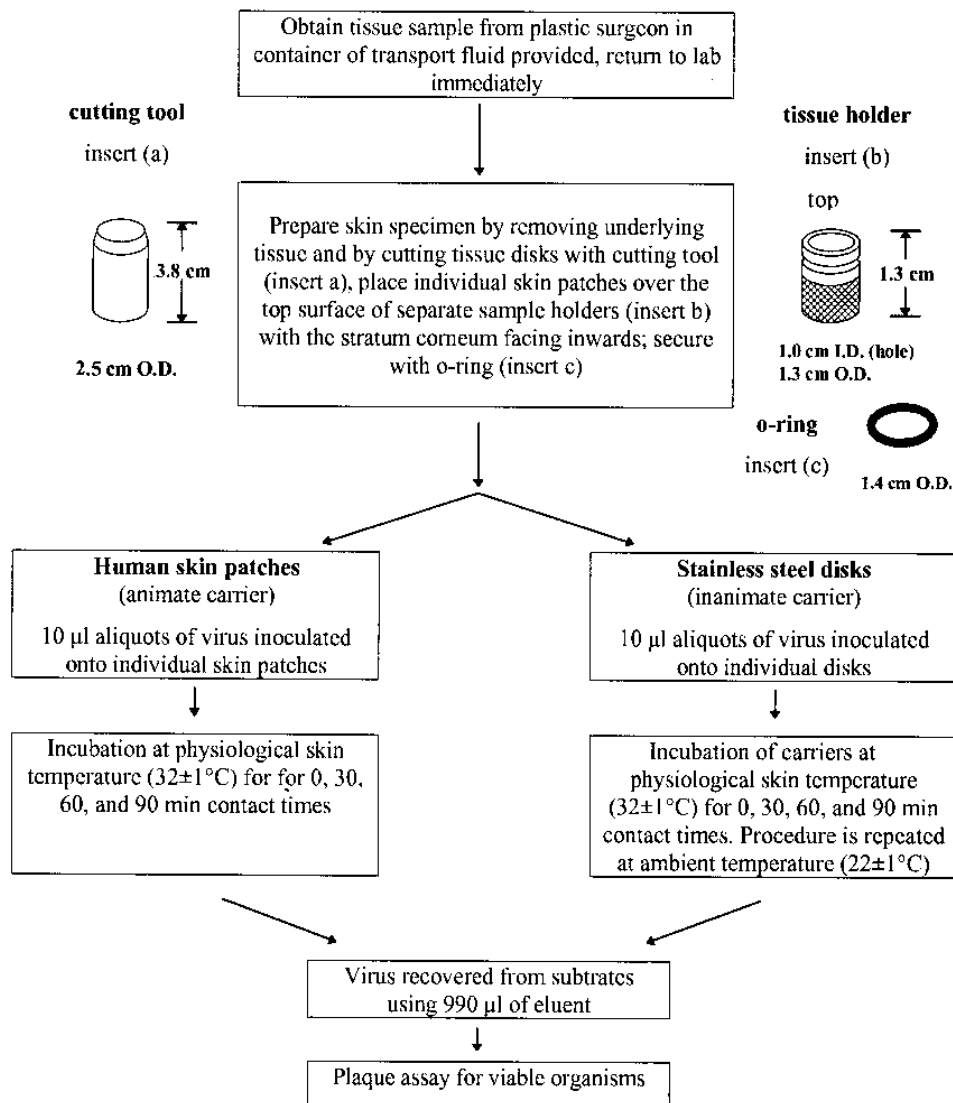 Obtain tissue sample from plastic surgeon in
container of transport fluid provided, return to lab
immediately
cutting tool
insert (a)
3.8 cm
2.5 cm O.D.
tissue holder
insert (b)
top
1.3 cm
1.0 cm I.D. (hole)
1.3 cm O.D.
o-ring
insert (c)
1.4 cm O.D.
Prepare skin specimen by removing underlying
tissue and by cutting tissue disks with cutting tool
(insert a), place individual skin patches over the
top surface of separate sample holders (insert b)
with the stratum corneum facing inwards; secure
with o-ring (insert c)
Human skin patches
(animate carrier)
10 µl aliquots of virus inoculated
onto individual skin patches
Stainless steel disks
(inanimate carrier)
10 µl aliquots of virus inoculated
onto individual disks
Incubation at physiological skin
temperature (32±1°C) for for 0, 30,
60, and 90 min contact times
Incubation of carriers at
physiological skin temperature
(32±1°C) for 0, 30, 60, and 90 min
contact times. Procedure is repeated
at ambient temperature (22±1°C)
Virus recovered from subtrates
using 990 µl of eluent
Plaque assay for viable organisms